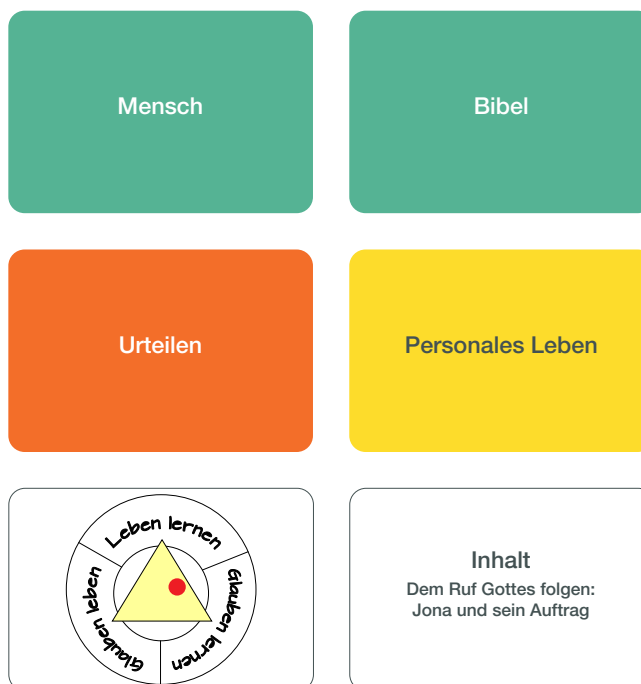 Mensch
Bibel
Urteilen
Personales Leben
Leben lernen
Glauben lernen
Glauben leben
Inhalt
Dem Ruf Gottes folgen:
Jona und sein Auftrag